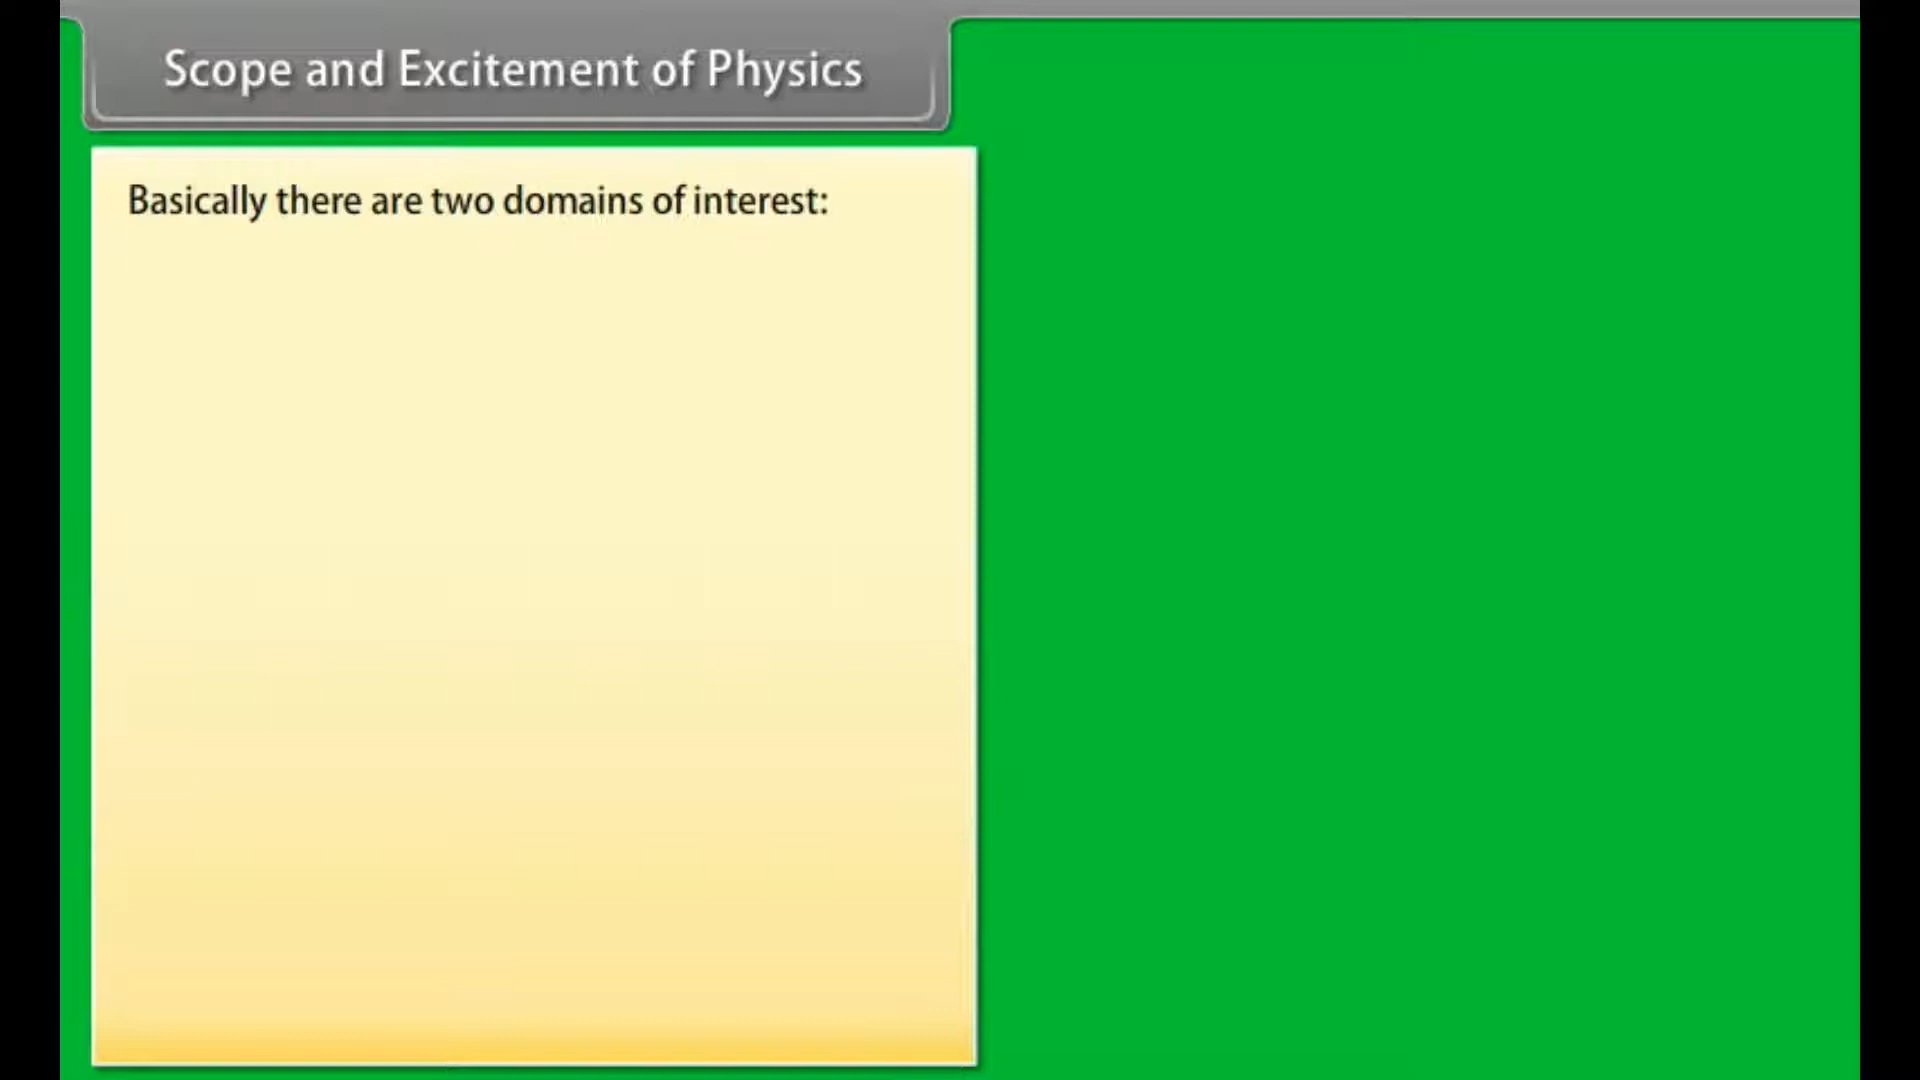 Scope and Excitement of Physics
Basically there are two domains of interest: